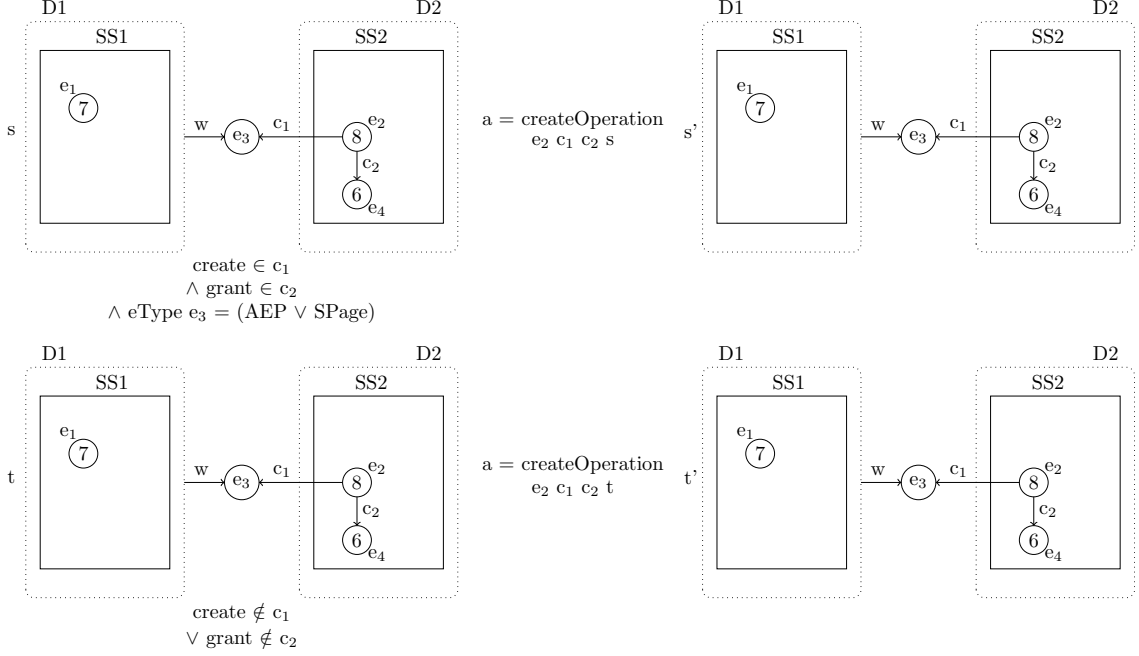 D1 D2 D1 D2
SS1 SS2 SS1 SS2
e₁ 7 e₁ 7
s w e₃ c₁ 8 e₂ a = createOperation s' w e₃ c₁ 8 e₂
e₂ c₁ c₂ s
c₂ c₂
6 e₄ 6 e₄
create ∈ c₁
∧ grant ∈ c₂
∧ eType e₃ = (AEP ∨ SPage)
D1 D2 D1 D2
SS1 SS2 SS1 SS2
e₁ 7 e₁ 7
t w e₃ c₁ 8 e₂ a = createOperation t' w e₃ c₁ 8 e₂
e₂ c₁ c₂ t
c₂ c₂
6 e₄ 6 e₄
create ∉ c₁
∨ grant ∉ c₂